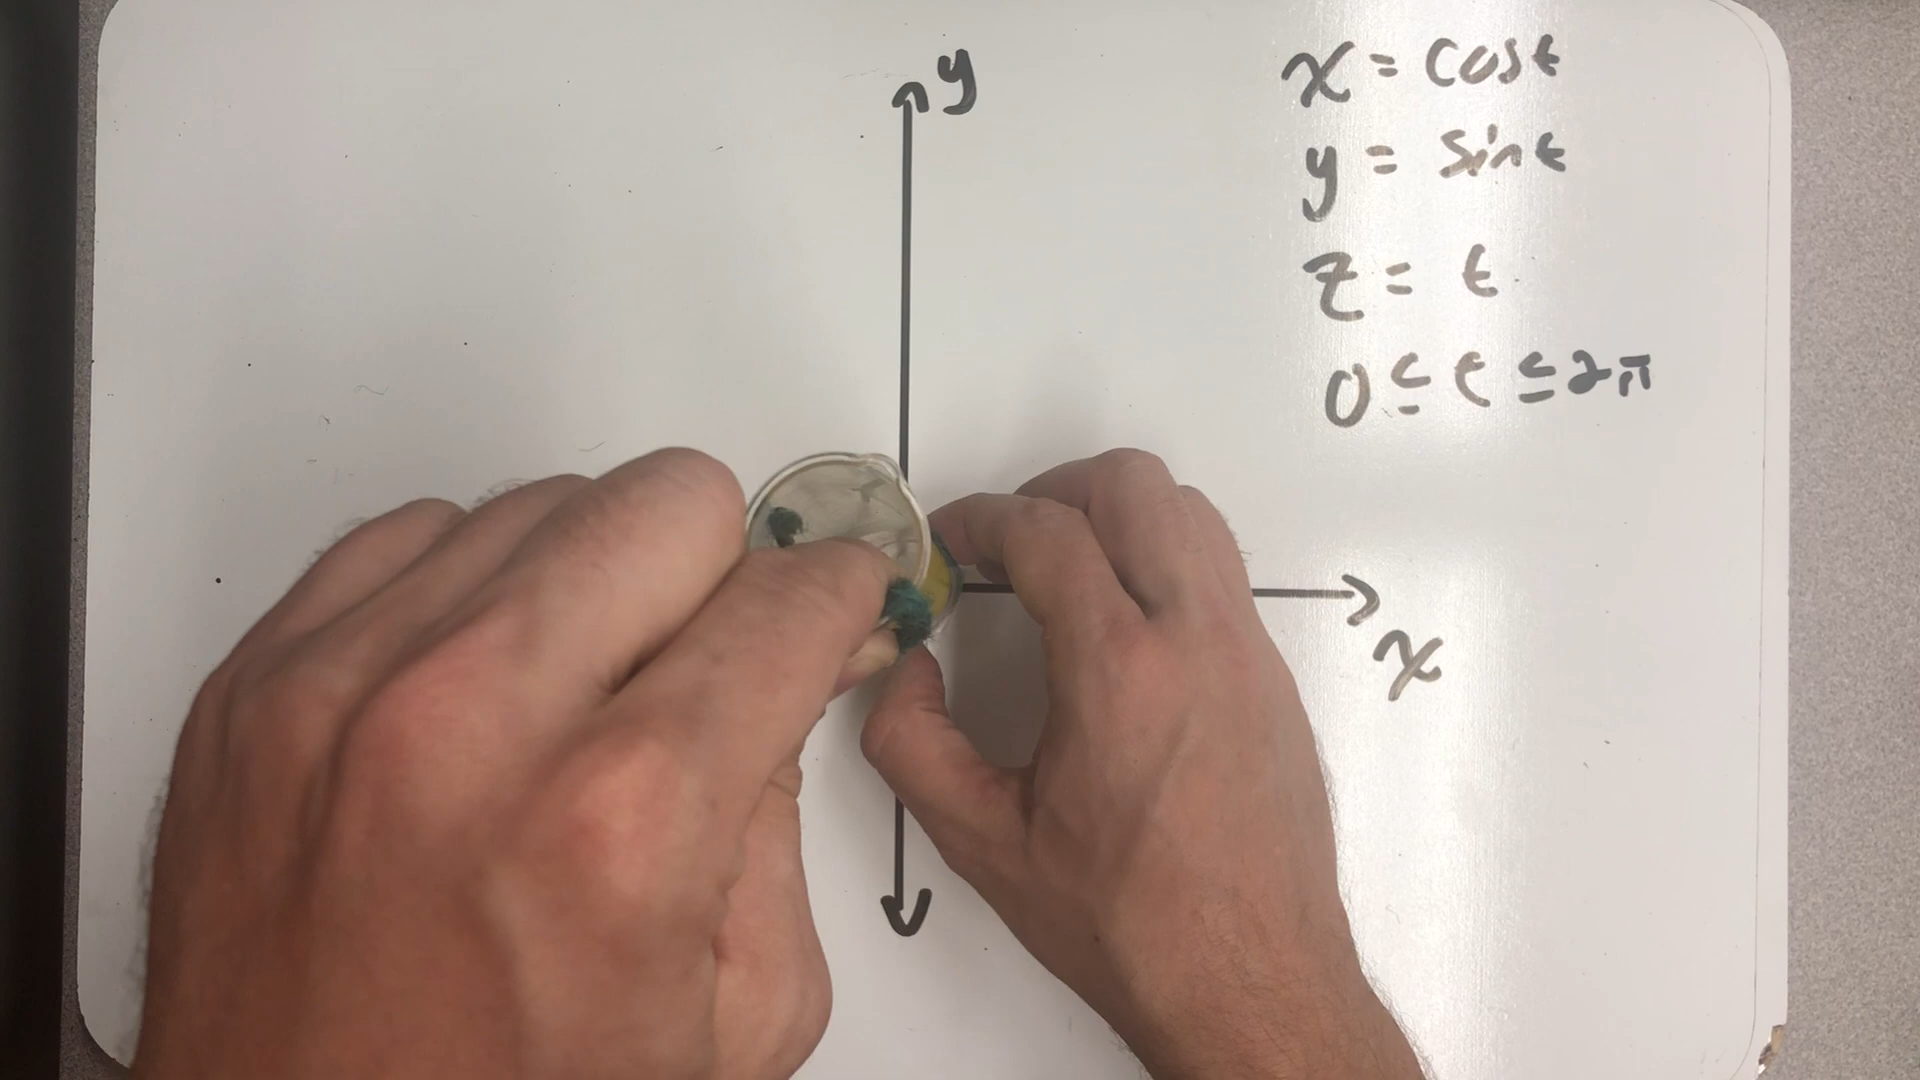 y
x = cost
y = sint
z = t
0 ≤ t ≤ 2π
x